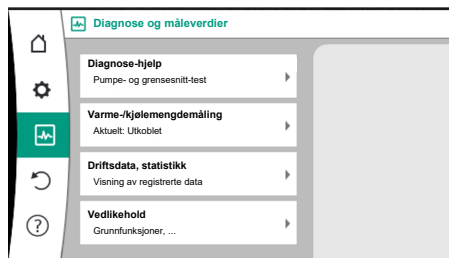 Diagnose og måleverdier
Diagnose-hjelp
Pumpe- og grensesnitt-test
Varme-/kjølemengdemåling
Aktuelt: Utkoblet
Driftsdata, statistikk
Visning av registrerte data
Vedlikehold
Grunnfunksjoner, ...
?